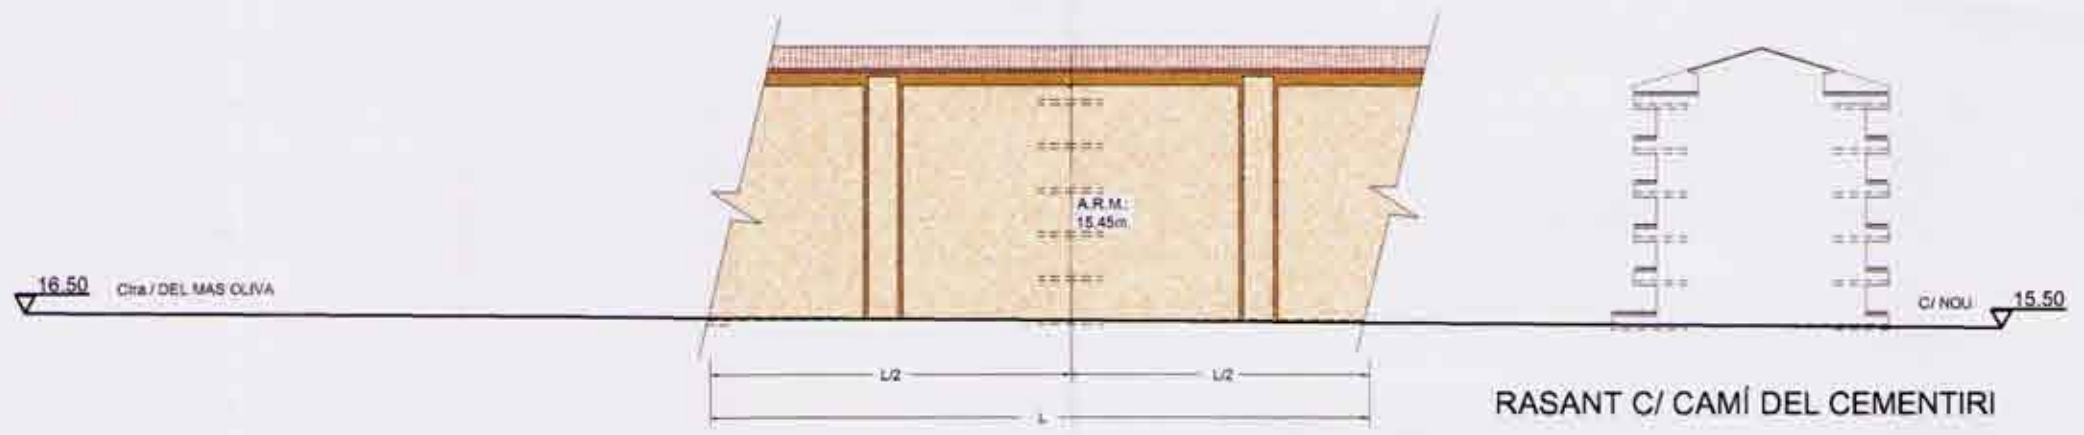 A.R.M.:
15.45m.
16.50
Ctra / DEL MAS OLIVA
C/ NOU
15.50
L/2
L/2
L
RASANT C/ CAMÍ DEL CEMENTIRI